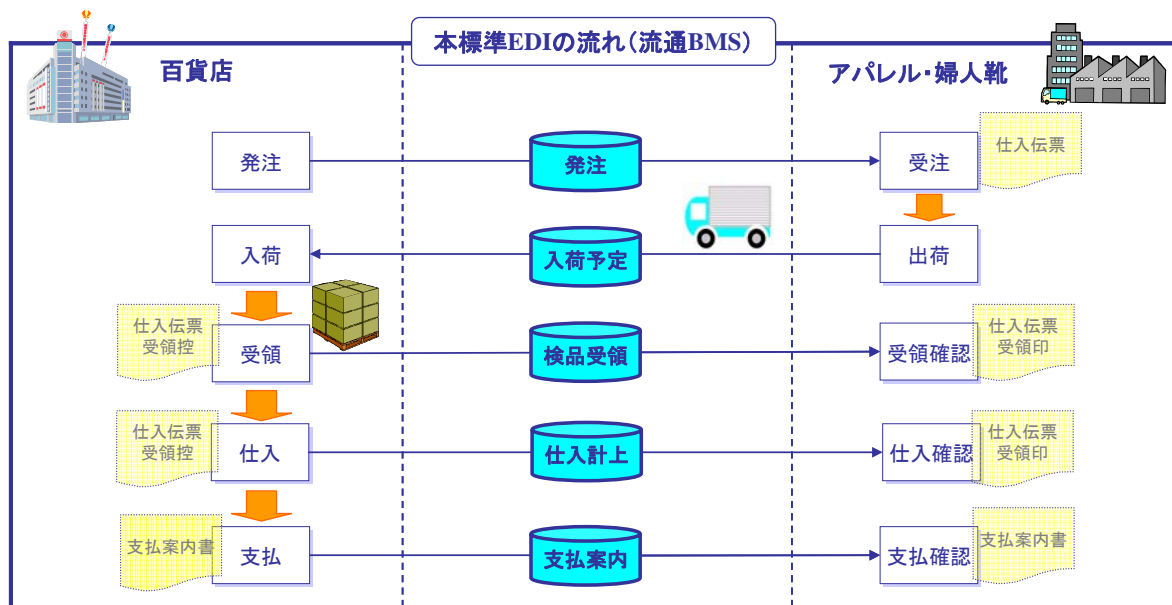 本標準EDIの流れ(流通BMS)
百貨店
アパレル・婦人靴
発注
発注
受注
仕入伝票
入荷
入荷予定
出荷
仕入伝票
受領控
受領
検品受領
受領確認
仕入伝票
受領印
仕入伝票
受領控
仕入
仕入計上
仕入確認
仕入伝票
受領印
支払案内書
支払
支払案内
支払確認
支払案内書